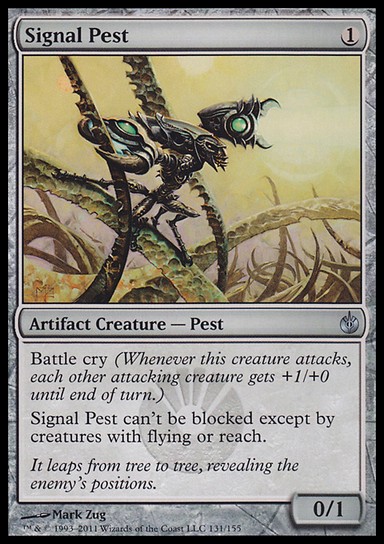 Signal Pest 1
Artifact Creature — Pest
Battle cry (Whenever this creature attacks,
each other attacking creature gets +1/+0
until end of turn.)
Signal Pest can't be blocked except by
creatures with flying or reach.
It leaps from tree to tree, revealing the
enemy's positions.
Mark Zug
™ & © 1993–2011 Wizards of the Coast LLC 131/155
0/1